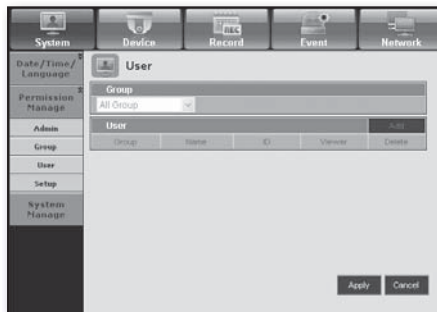 System Device Record Event Network
REC
Date/Time/
Language
Permission
Manage
Admin
Group
User
Setup
System
Manage
User
Group
All Group
User Add
Group Name ID Viewer Delete
Apply Cancel